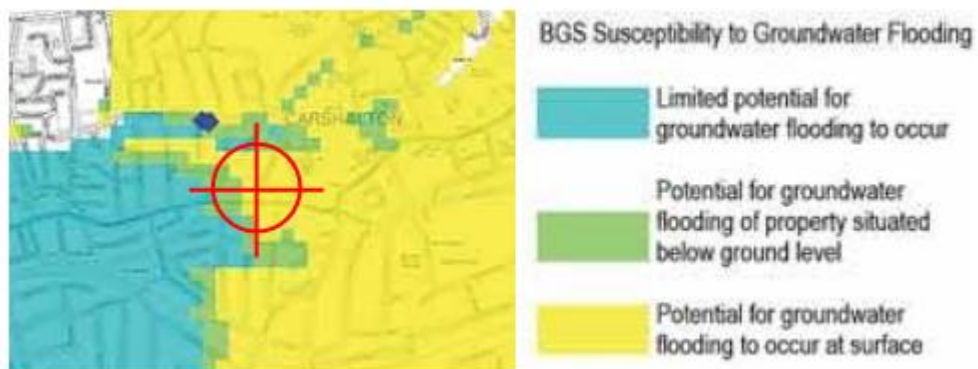 CARSHALTON
BGS Susceptibility to Groundwater Flooding
Limited potential for
groundwater flooding to occur
Potential for groundwater
flooding of property situated
below ground level
Potential for groundwater
flooding to occur at surface